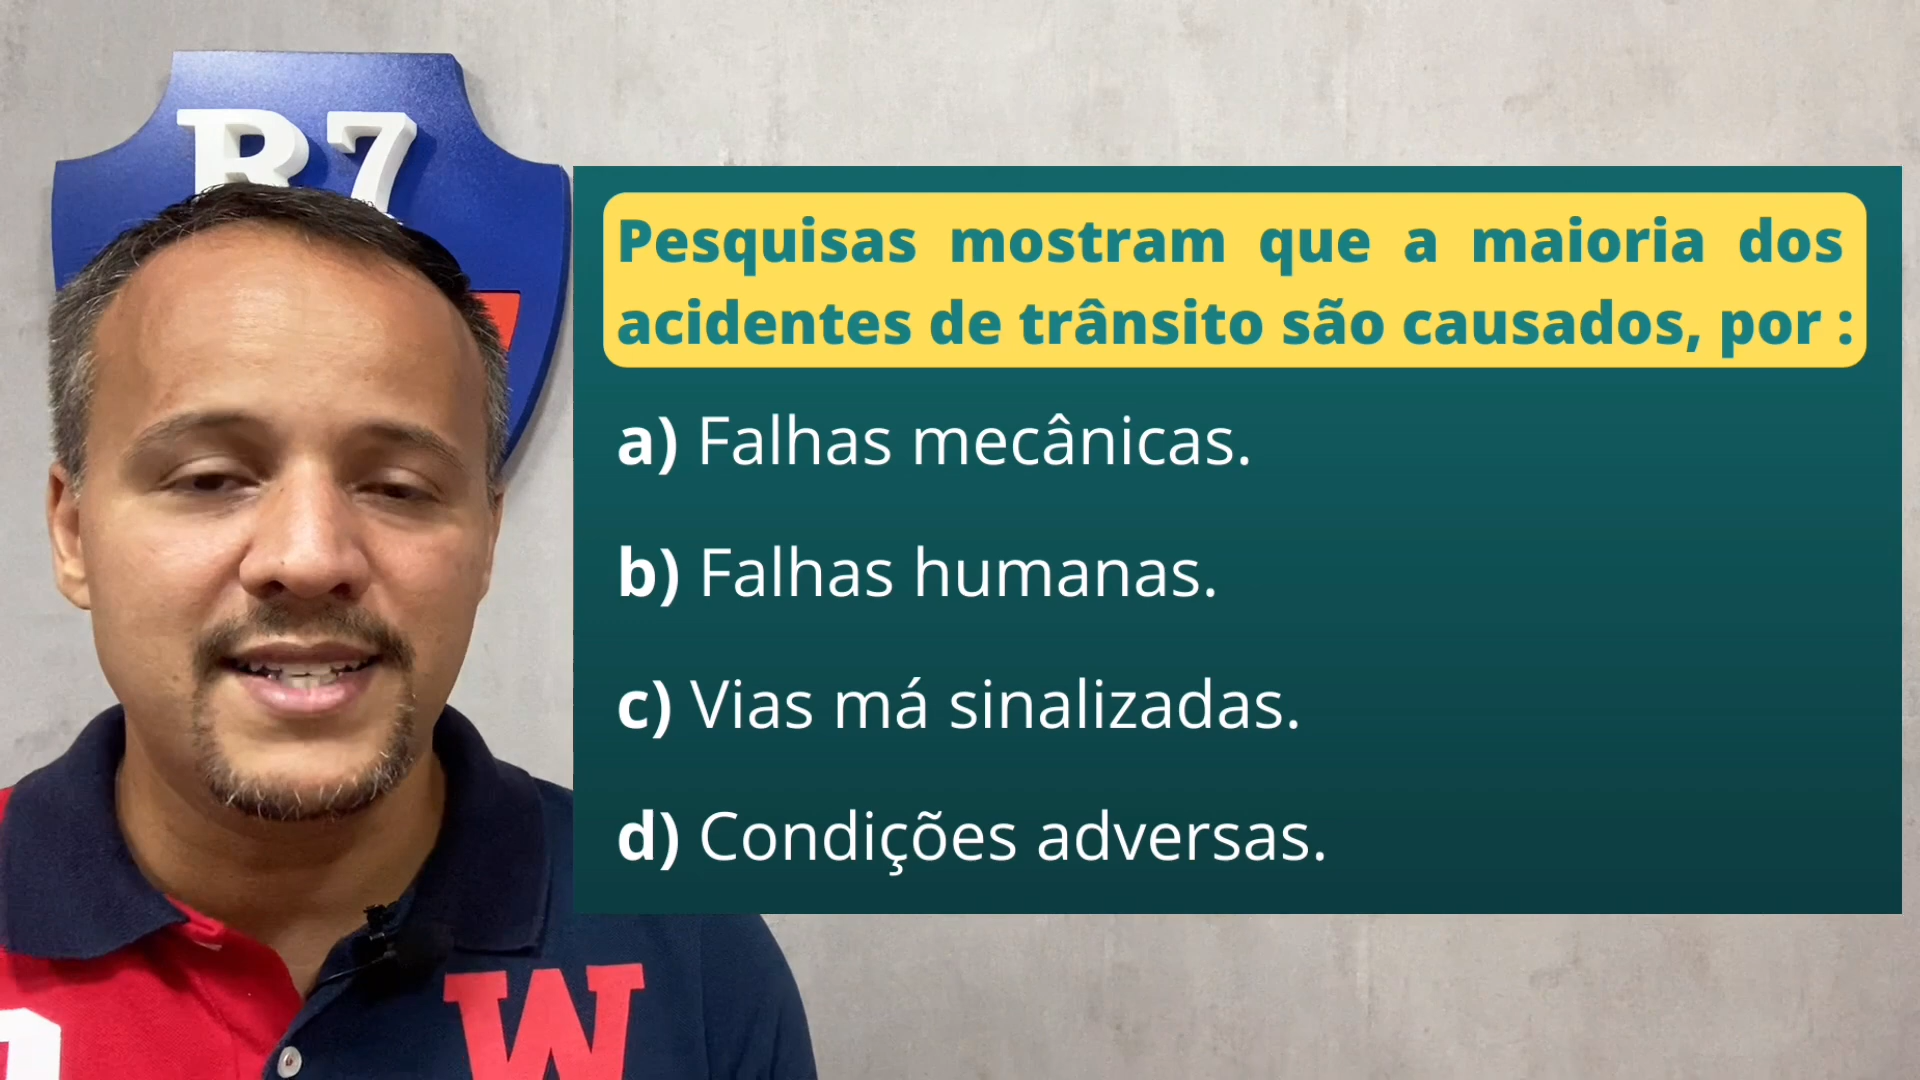 R7
Pesquisas mostram que a maioria dos
acidentes de trânsito são causados, por :
a) Falhas mecânicas.
b) Falhas humanas.
c) Vias má sinalizadas.
d) Condições adversas.
W